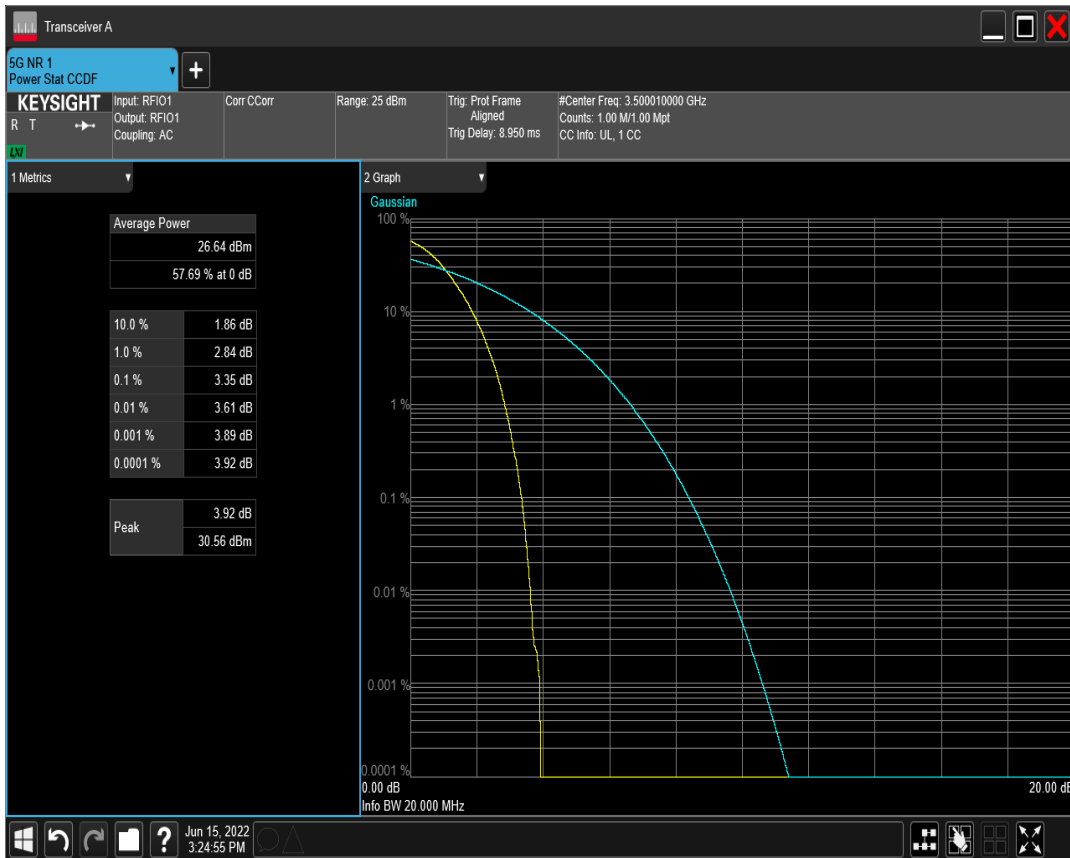 Transceiver A
5G NR 1
Power Stat CCDF
+
KEYSIGHT
R T
LXI
Input: RFIO1
Output: RFIO1
Coupling: AC
Corr CCorr
Range: 25 dBm
Trig: Prot Frame
Aligned
Trig Delay: 8.950 ms
#Center Freq: 3.500010000 GHz
Counts: 1.00 M/1.00 Mpt
CC Info: UL, 1 CC
1 Metrics
Average Power
26.64 dBm
57.69 % at 0 dB
10.0 % 1.86 dB
1.0 % 2.84 dB
0.1 % 3.35 dB
0.01 % 3.61 dB
0.001 % 3.89 dB
0.0001 % 3.92 dB
Peak 3.92 dB
30.56 dBm
2 Graph
Gaussian
100 %
10 %
1 %
0.1 %
0.01 %
0.001 %
0.0001 %
0.00 dB 20.00 dB
Info BW 20.000 MHz
?
Jun 15, 2022
3:24:55 PM